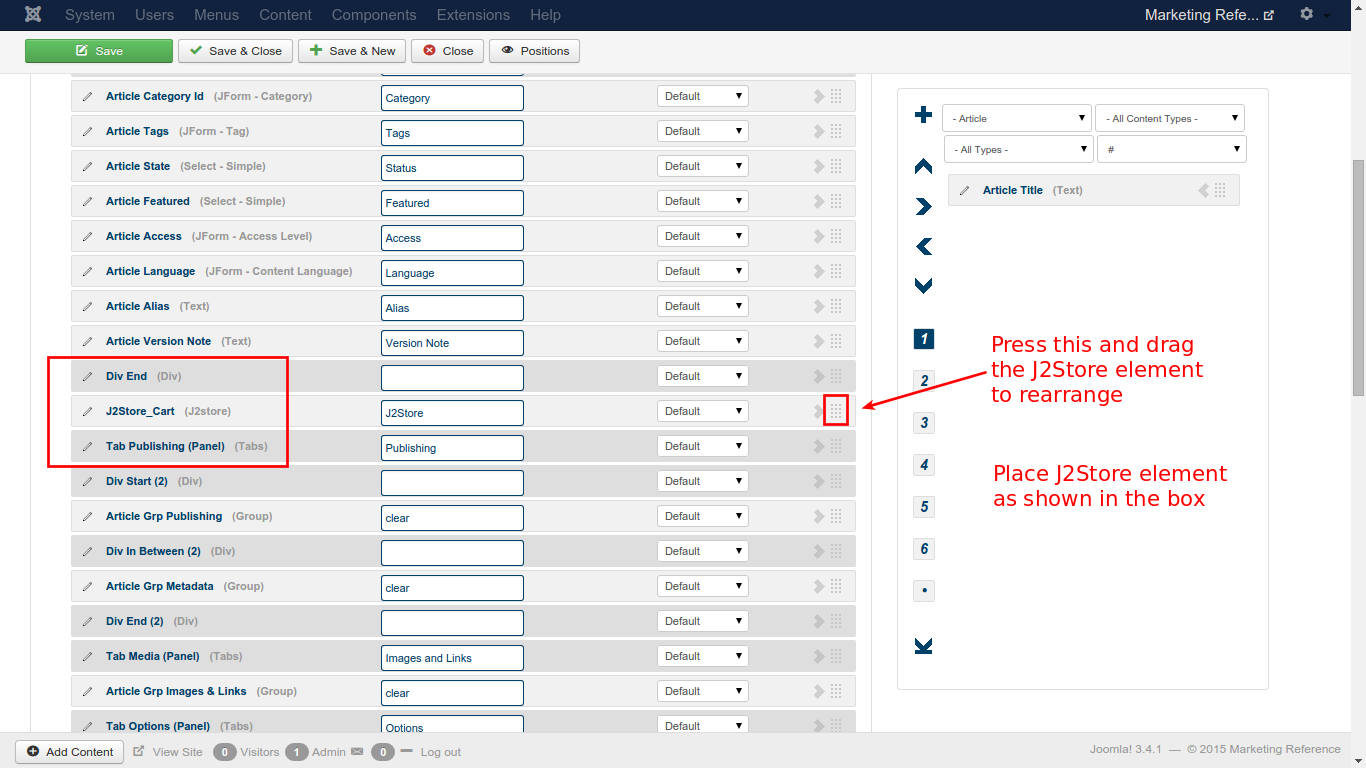 System Users Menus Content Components Extensions Help Marketing Refe...
Save Save & Close Save & New Close Positions
Article Category Id (JForm - Category) Category Default
Article Tags (JForm - Tag) Tags Default
Article State (Select - Simple) Status Default
Article Featured (Select - Simple) Featured Default
Article Access (JForm - Access Level) Access Default
Article Language (JForm - Content Language) Language Default
Article Alias (Text) Alias Default
Article Version Note (Text) Version Note Default
Div End (Div) Default
J2Store_Cart (J2store) J2Store Default
Tab Publishing (Panel) (Tabs) Publishing Default
Div Start (2) (Div) Default
Article Grp Publishing (Group) clear Default
Div In Between (2) (Div) Default
Article Grp Metadata (Group) clear Default
Div End (2) (Div) Default
Tab Media (Panel) (Tabs) Images and Links Default
Article Grp Images & Links (Group) clear Default
Tab Options (Panel) (Tabs) Options Default
- Article - All Content Types -
- All Types - #
Article Title (Text)
1
2
3
4
5
6
•
Press this and drag
the J2Store element
to rearrange
Place J2Store element
as shown in the box
Add Content View Site 0 Visitors 1 Admin 0 Log out Joomla! 3.4.1 — © 2015 Marketing Reference